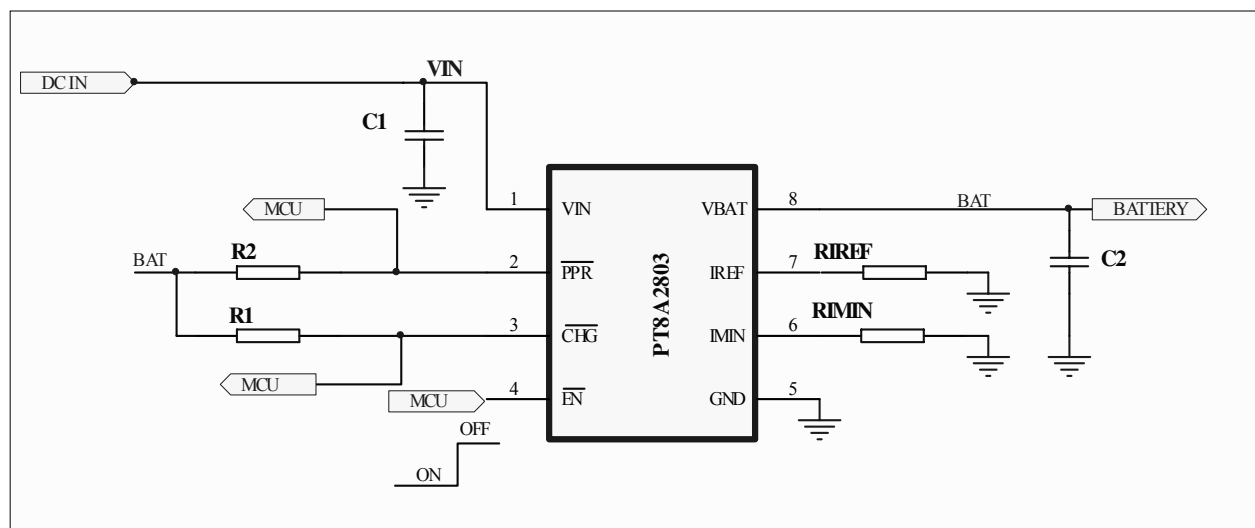 DC IN
VIN
C1
MCU
1
VIN
VBAT
8
BAT
BATTERY
BAT
R2
2
PPR
IREF
7
RIREF
C2
R1
3
CHG
IMIN
6
RIMIN
PT8A2803
MCU
MCU
4
EN
GND
5
OFF
ON